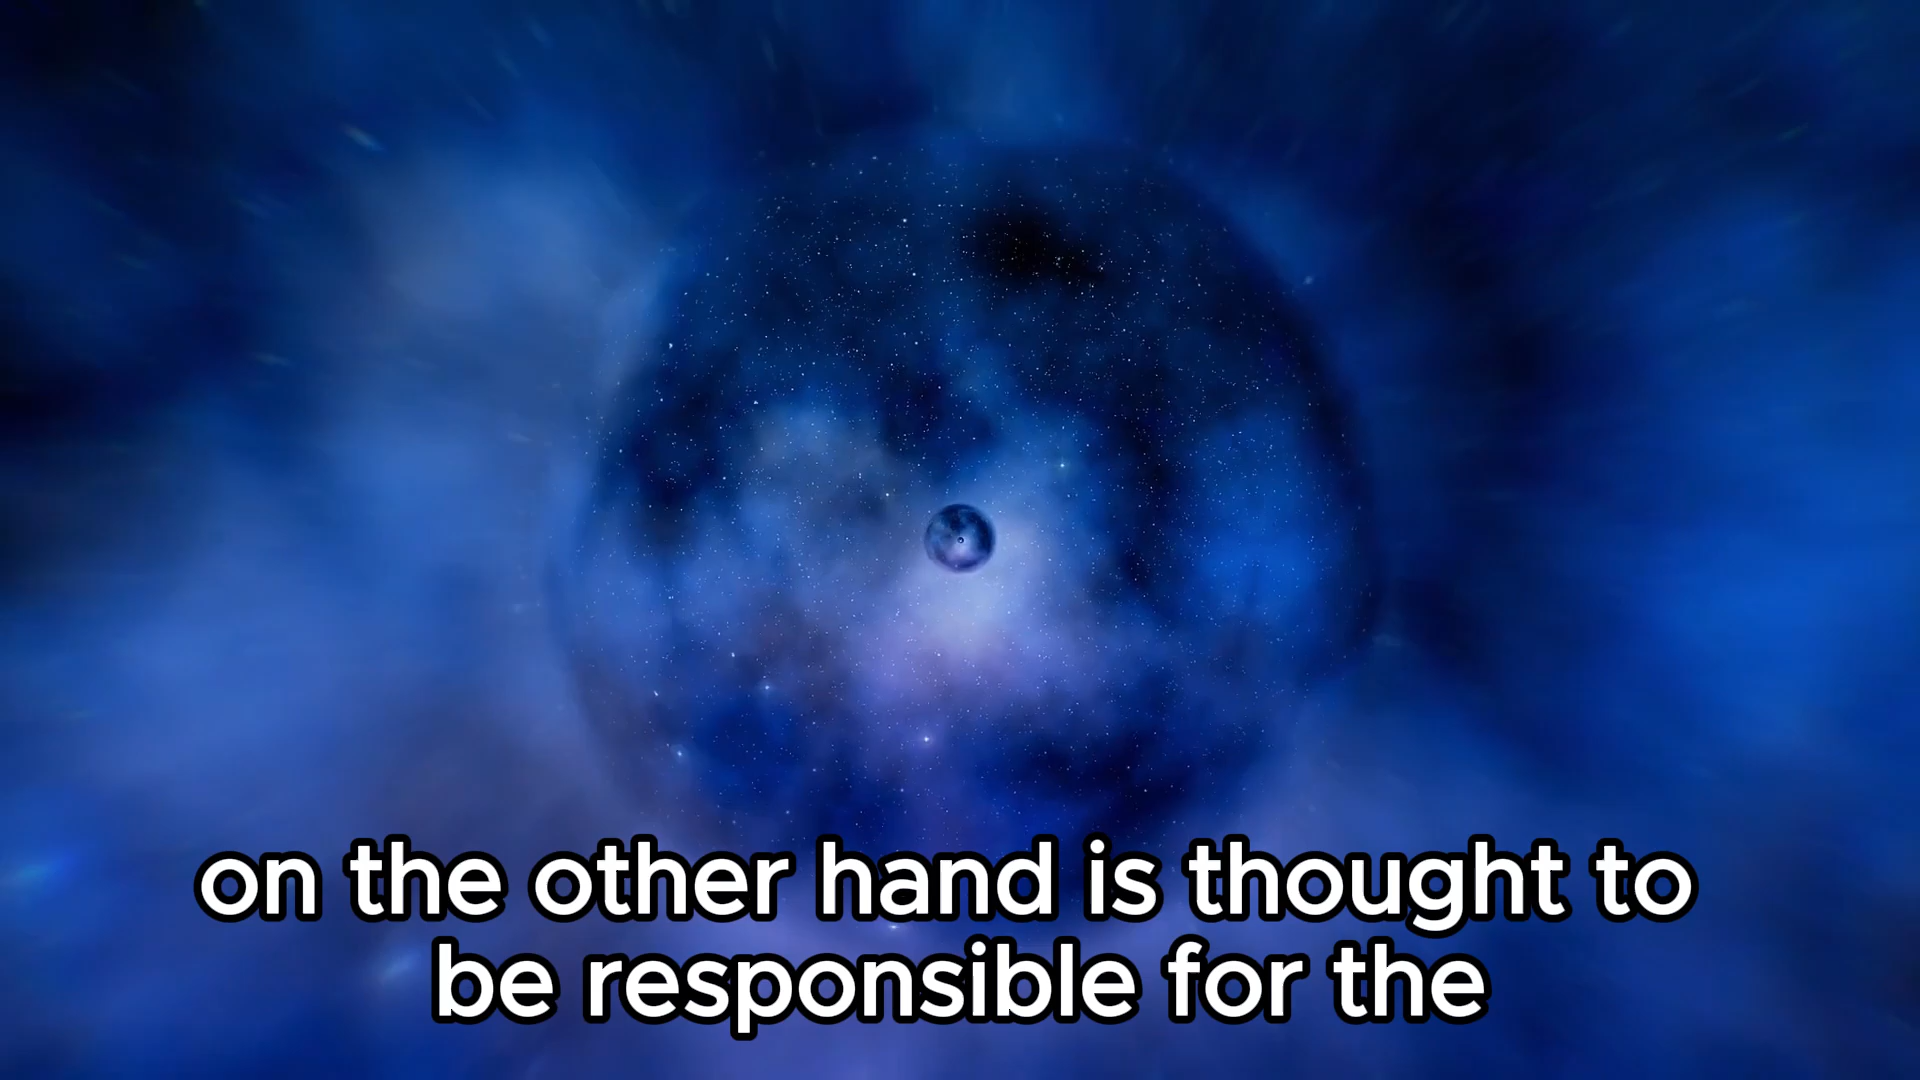 on the other hand is thought to
be responsible for the